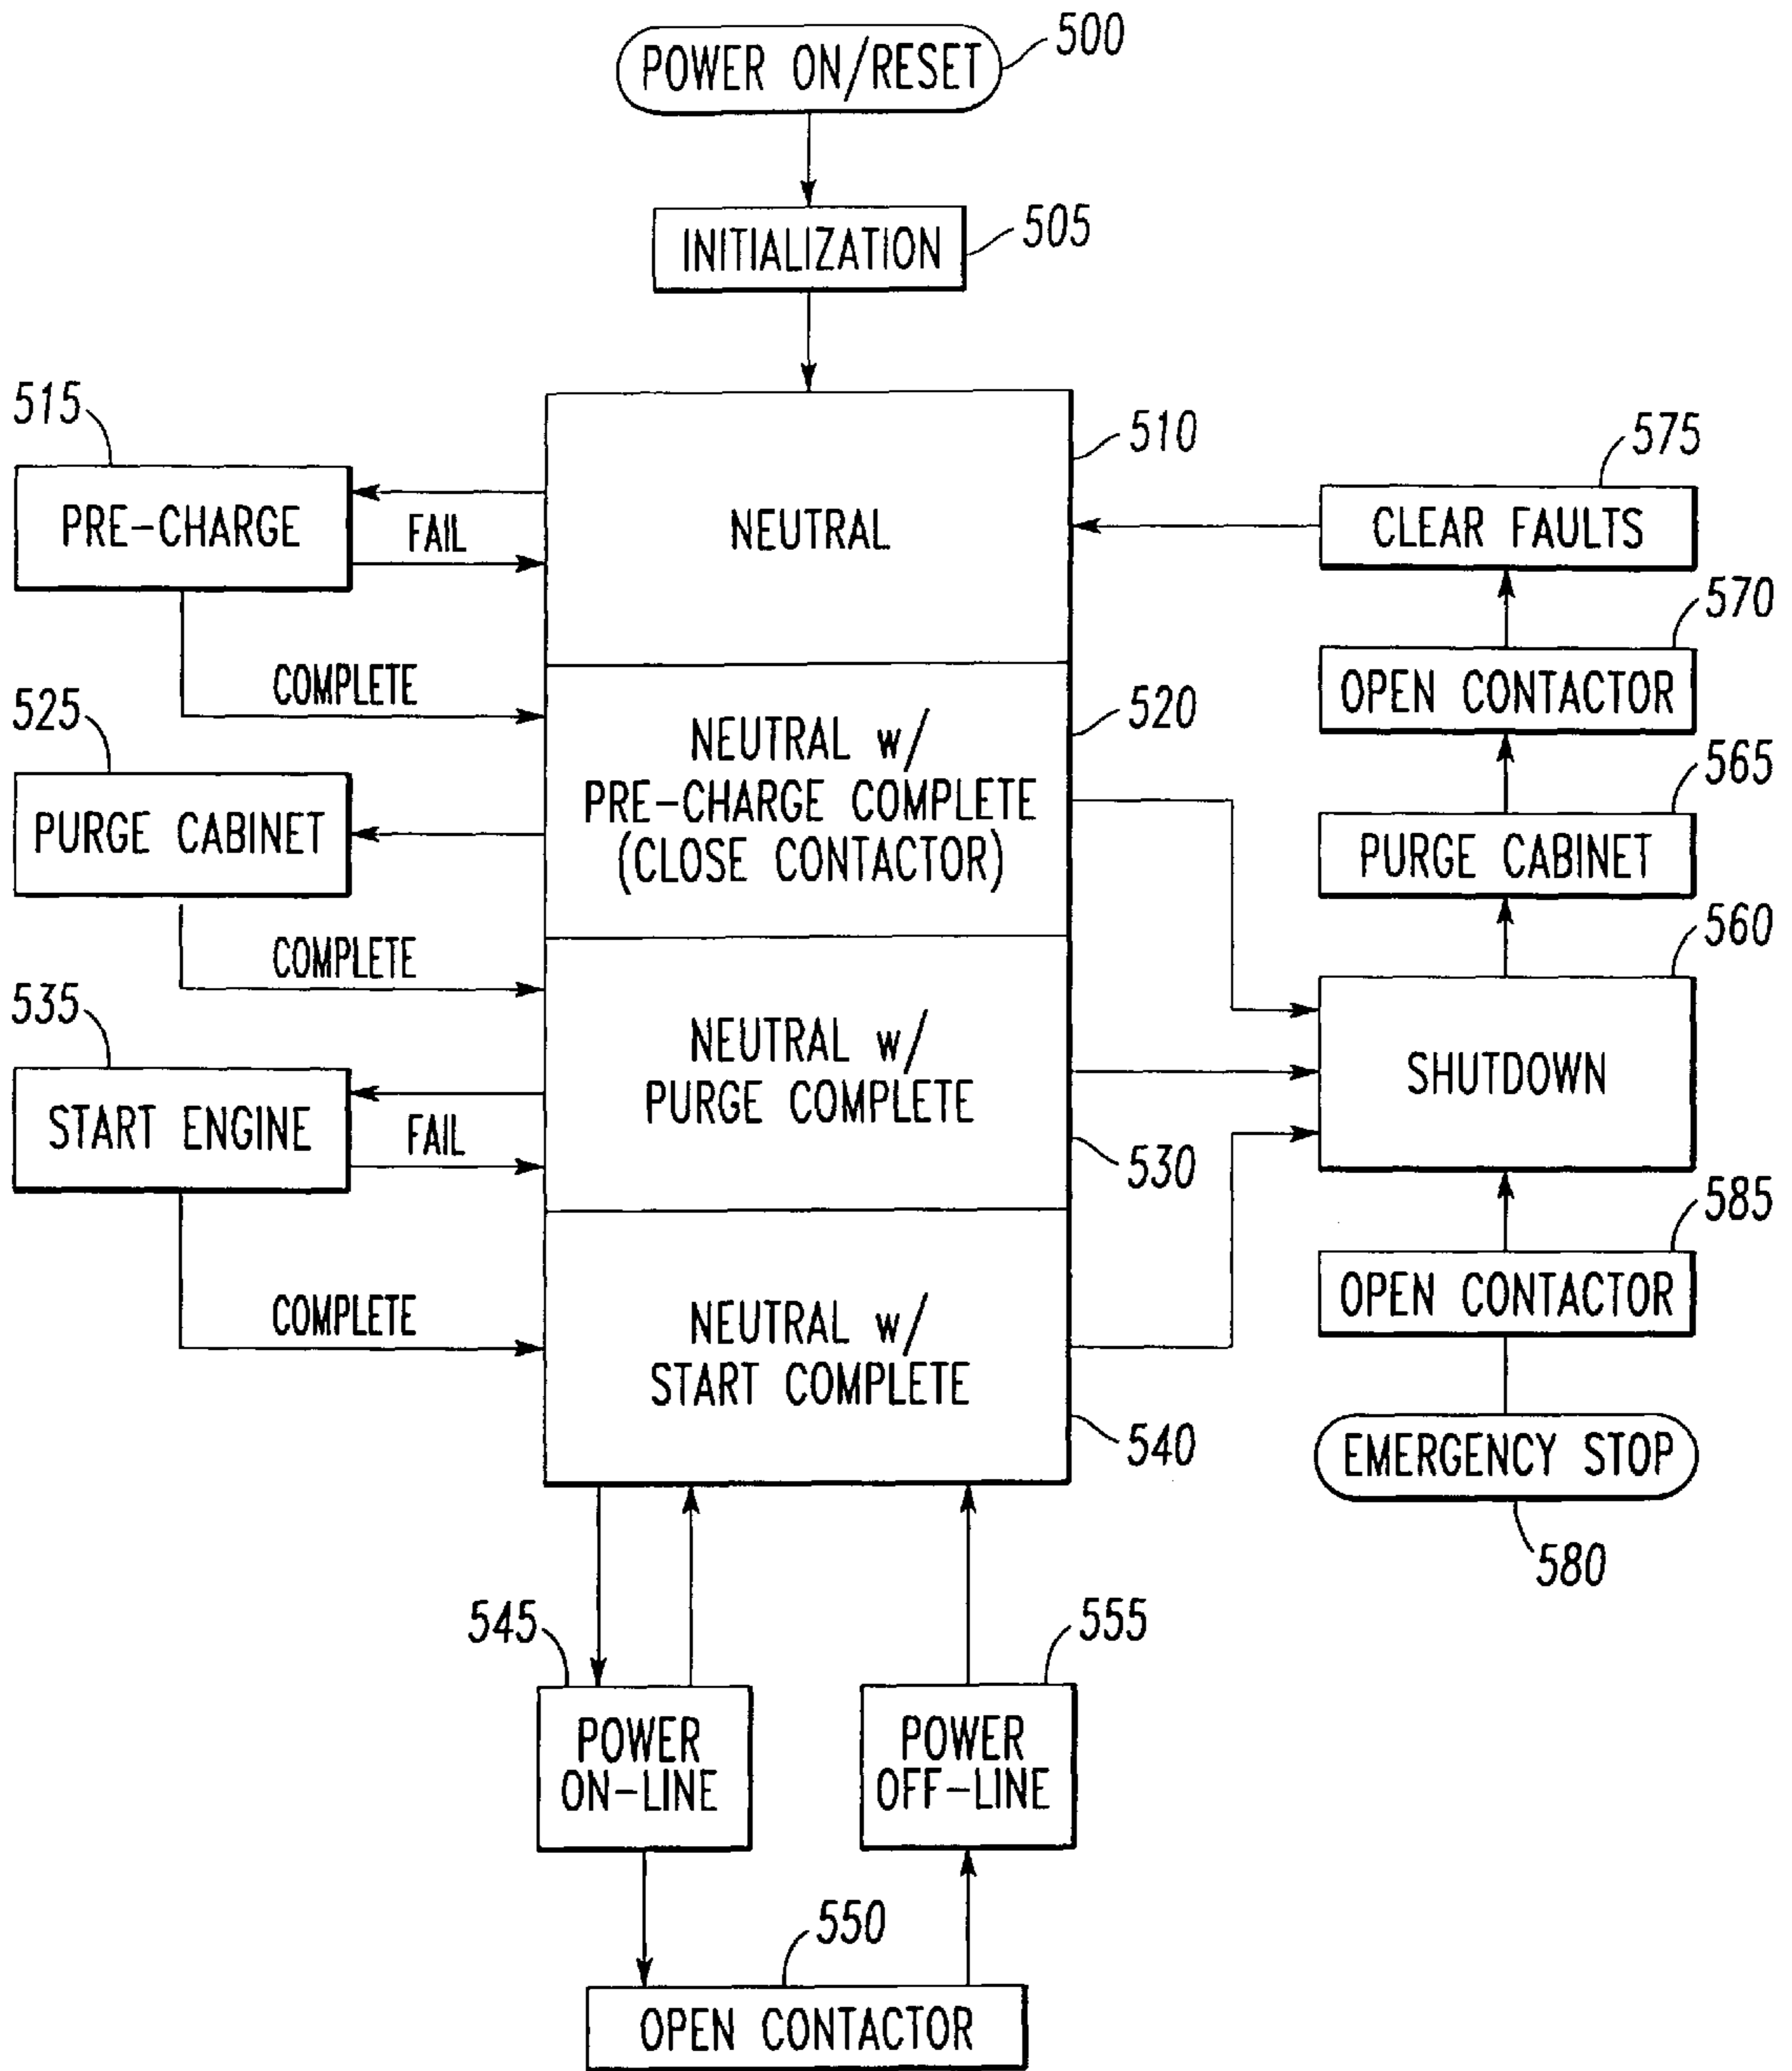 POWER ON/RESET
500
INITIALIZATION
505
515
PRE-CHARGE
FAIL
COMPLETE
NEUTRAL
510
575
CLEAR FAULTS
570
OPEN CONTACTOR
525
PURGE CABINET
COMPLETE
NEUTRAL w/
PRE-CHARGE COMPLETE
(CLOSE CONTACTOR)
520
565
PURGE CABINET
560
SHUTDOWN
535
START ENGINE
FAIL
COMPLETE
NEUTRAL w/
PURGE COMPLETE
530
585
OPEN CONTACTOR
NEUTRAL w/
START COMPLETE
540
EMERGENCY STOP
580
545
POWER
ON-LINE
555
POWER
OFF-LINE
550
OPEN CONTACTOR